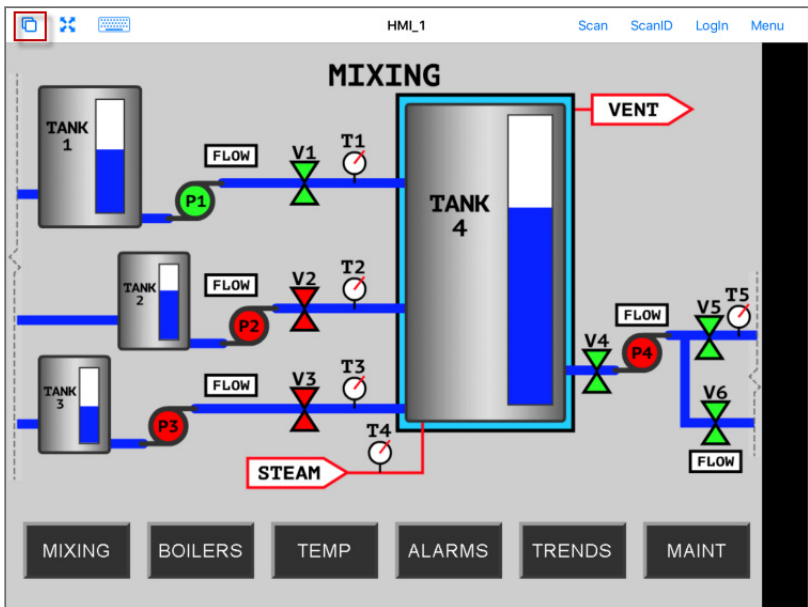 HMI_1 Scan ScanID LogIn Menu
MIXING
VENT
TANK
1
FLOW
V1
T1
P1
TANK
4
TANK
2
FLOW
V2
T2
P2
FLOW
V5
T5
V4
P4
TANK
3
FLOW
V3
T3
P3
V6
FLOW
T4
STEAM
MIXING BOILERS TEMP ALARMS TRENDS MAINT